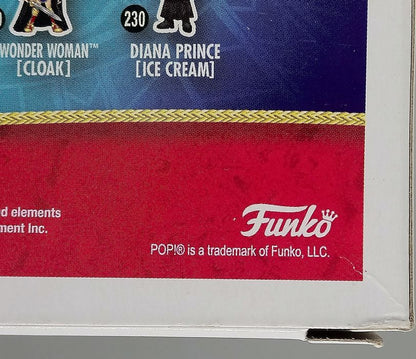 230
WONDER WOMAN™
[CLOAK]
DIANA PRINCE
[ICE CREAM]
d elements
ment Inc.
Funko
POP!® is a trademark of Funko, LLC.